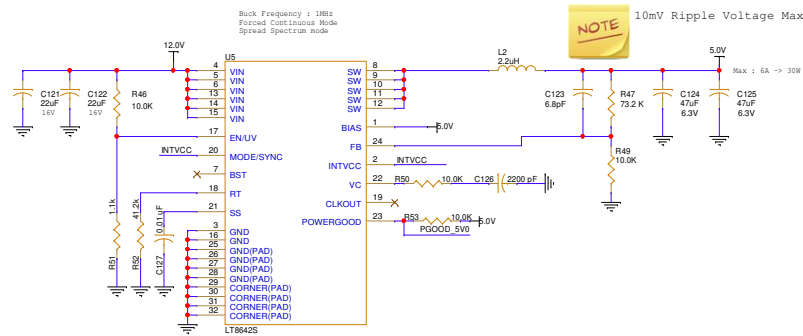 Buck Frequency : 1MHz
Forced Continuous Mode
Spread Spectrum mode
NOTE
10mV Ripple Voltage Max
12.0V
U5
L2
2.2uH
5.0V
Max : 6A -> 30W
C121
22uF
16V
C122
22uF
16V
R46
10.0K
4 VIN
5 VIN
6 VIN
13 VIN
14 VIN
15 VIN
17 EN/UV
INTVCC 20 MODE/SYNC
7 BST
18 RT
21 SS
3 GND
16 GND
25 GND(PAD)
26 GND(PAD)
27 GND(PAD)
28 GND(PAD)
29 CORNER(PAD)
30 CORNER(PAD)
31 CORNER(PAD)
32 CORNER(PAD)
LT8642S
SW 8
SW 9
SW 10
SW 11
SW 12
BIAS 1 5.0V
FB 24
INTVCC 2 INTVCC
VC 22 R50 10.0K C126 2200 pF
CLKOUT 19
POWERGOOD 23 R53 10.0K 5.0V
PGOOD_5V0
C123
6.8pF
R47
73.2 K
C124
47uF
6.3V
C125
47uF
6.3V
R49
10.0K
R51 1.1k
R52 41.2k
C127 0.01uF